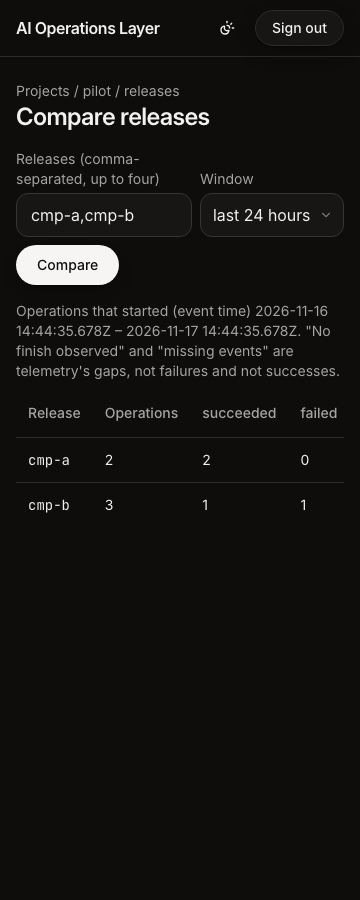 AI Operations Layer
Sign out
Projects / pilot / releases
Compare releases
Releases (comma-
separated, up to four)
Window
cmp-a,cmp-b
last 24 hours
Compare
Operations that started (event time) 2026-11-16
14:44:35.678Z – 2026-11-17 14:44:35.678Z. "No
finish observed" and "missing events" are
telemetry's gaps, not failures and not successes.
Release Operations succeeded failed
cmp-a 2 2 0
cmp-b 3 1 1